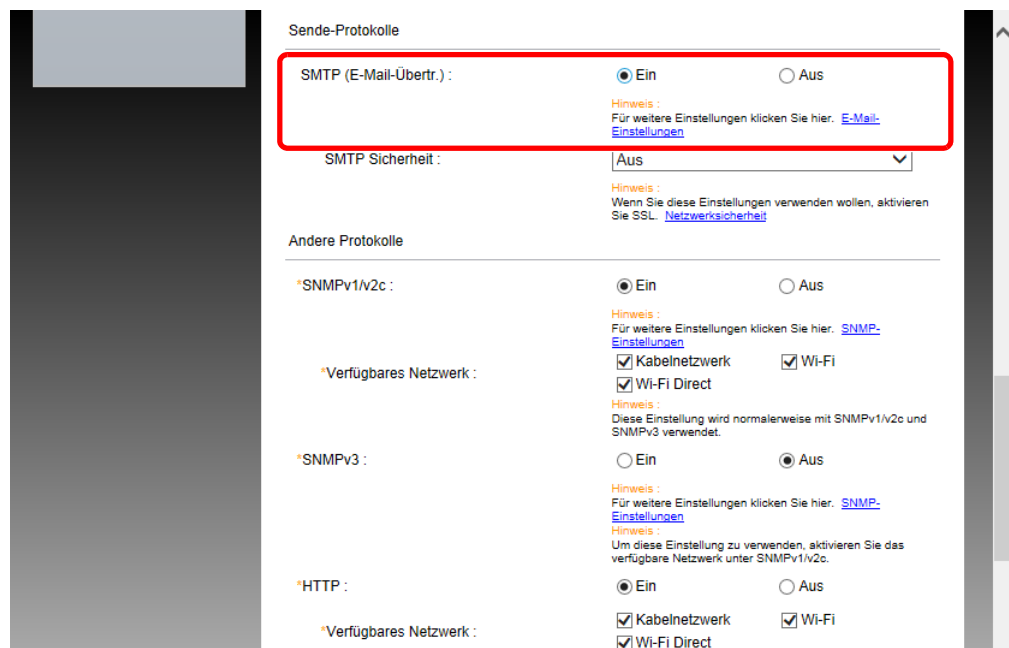 Sende-Protokolle
SMTP (E-Mail-Übertr.) : Ein Aus
Hinweis :
Für weitere Einstellungen klicken Sie hier. E-Mail-
Einstellungen
SMTP Sicherheit : Aus
Hinweis :
Wenn Sie diese Einstellungen verwenden wollen, aktivieren
Sie SSL. Netzwerksicherheit
Andere Protokolle
*SNMPv1/v2c : Ein Aus
Hinweis :
Für weitere Einstellungen klicken Sie hier. SNMP-
Einstellungen
*Verfügbares Netzwerk : Kabelnetzwerk Wi-Fi
Wi-Fi Direct
Hinweis :
Diese Einstellung wird normalerweise mit SNMPv1/v2c und
SNMPv3 verwendet.
*SNMPv3 : Ein Aus
Hinweis :
Für weitere Einstellungen klicken Sie hier. SNMP-
Einstellungen
Hinweis :
Um diese Einstellung zu verwenden, aktivieren Sie das
verfügbare Netzwerk unter SNMPv1/v2c.
*HTTP : Ein Aus
*Verfügbares Netzwerk : Kabelnetzwerk Wi-Fi
Wi-Fi Direct